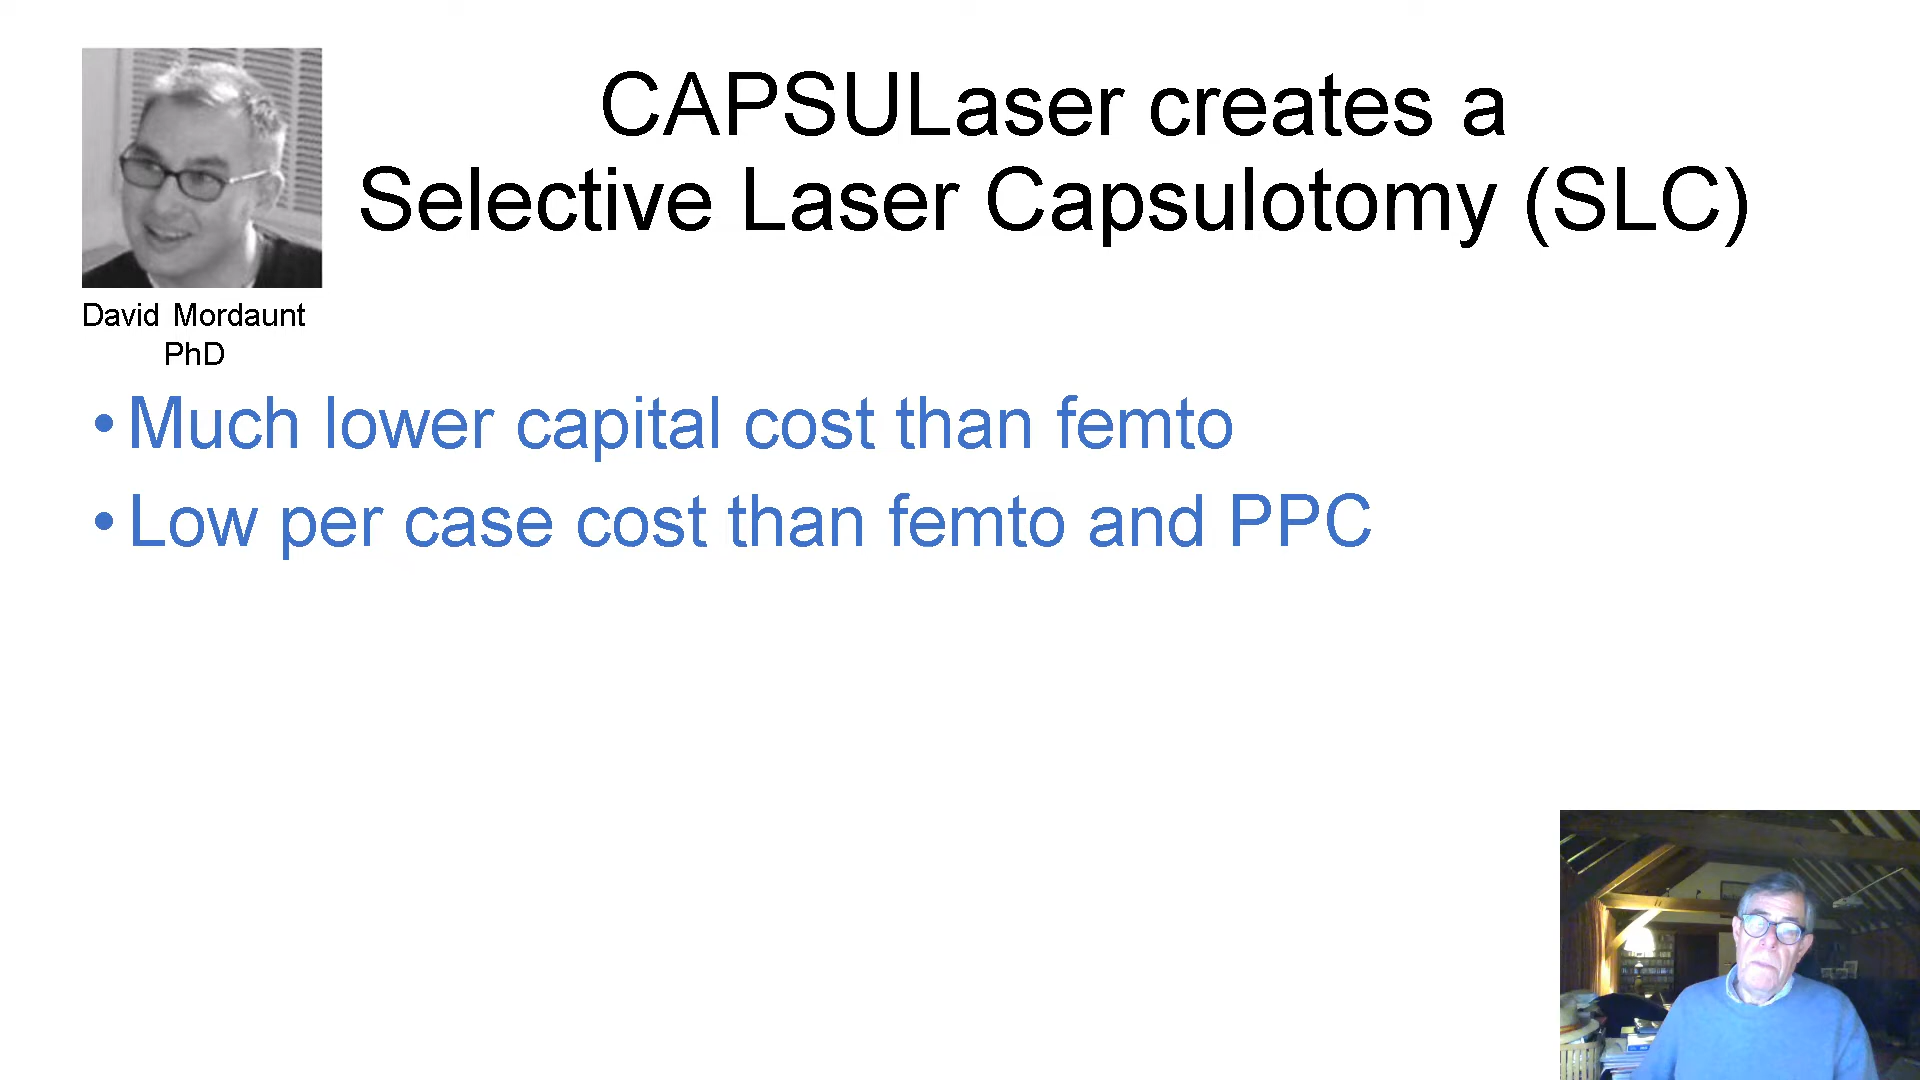 CAPSULaser creates a
Selective Laser Capsulotomy (SLC)
David Mordaunt
PhD
• Much lower capital cost than femto
• Low per case cost than femto and PPC